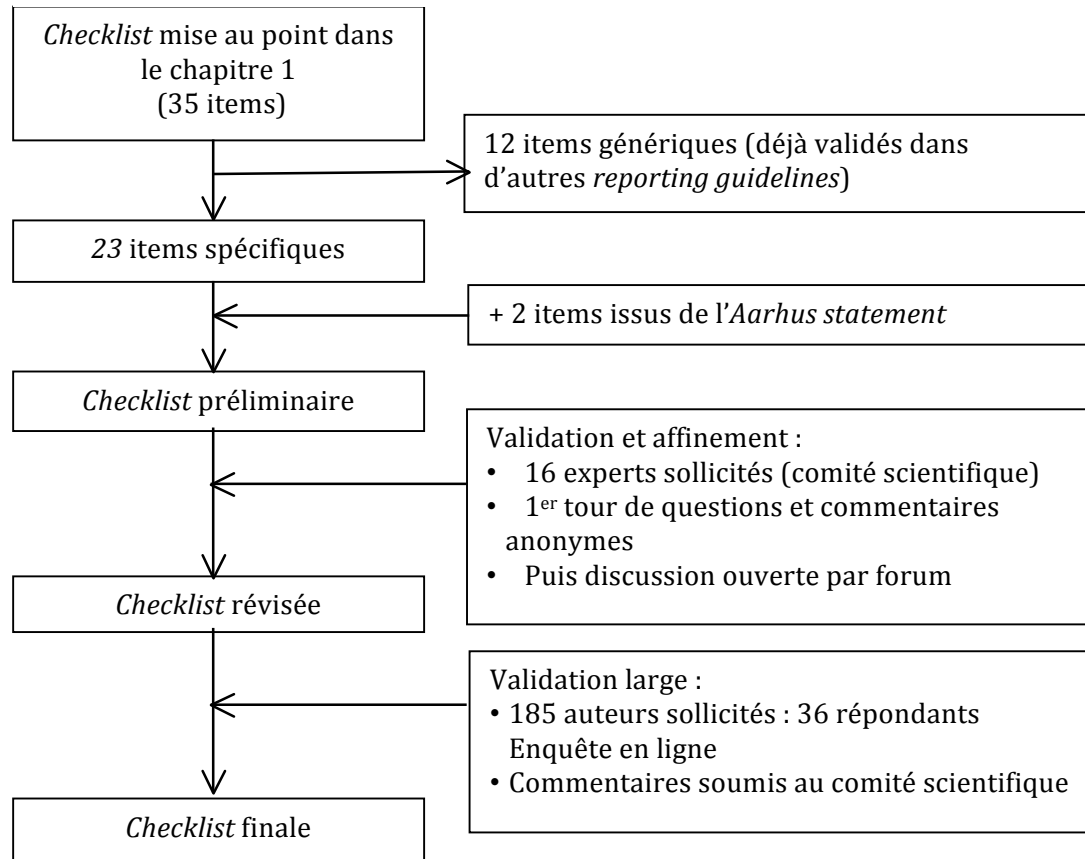 Checklist mise au point dans
le chapitre 1
(35 items)
12 items génériques (déjà validés dans
d'autres reporting guidelines)
23 items spécifiques
+ 2 items issus de l'Aarhus statement
Checklist préliminaire
Validation et affinement :
• 16 experts sollicités (comité scientifique)
• 1er tour de questions et commentaires
anonymes
• Puis discussion ouverte par forum
Checklist révisée
Validation large :
• 185 auteurs sollicités : 36 répondants
Enquête en ligne
• Commentaires soumis au comité scientifique
Checklist finale